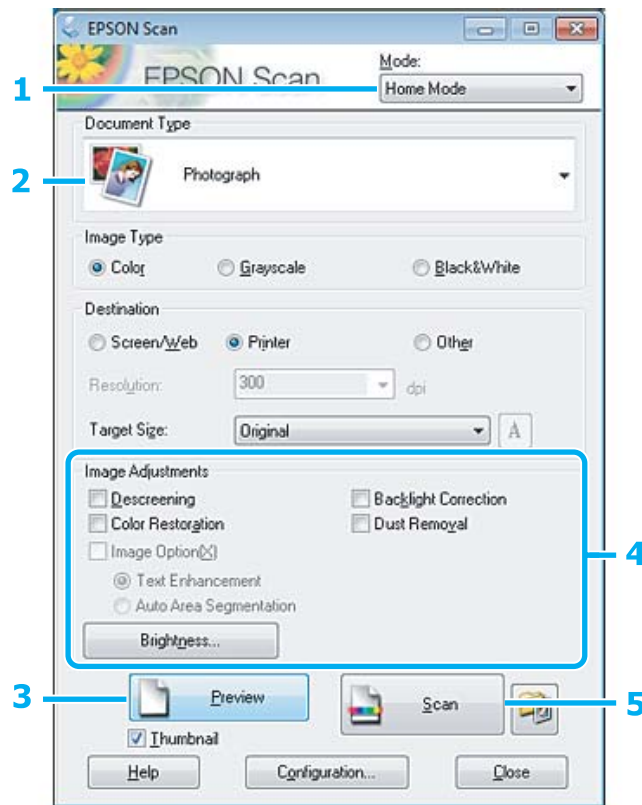 EPSON Scan
EPSON Scan
Mode:
1
Home Mode
Document Type
2
Photograph
Image Type
Color Grayscale Black&White
Destination
Screen/Web Printer Other
Resolution: 300 dpi
Target Size: Original A
Image Adjustments
Descreening Backlight Correction
Color Restoration Dust Removal
Image Option(X)
4
Text Enhancement
Auto Area Segmentation
Brightness...
3 Preview Scan 5
Thumbnail
Help Configuration... Close